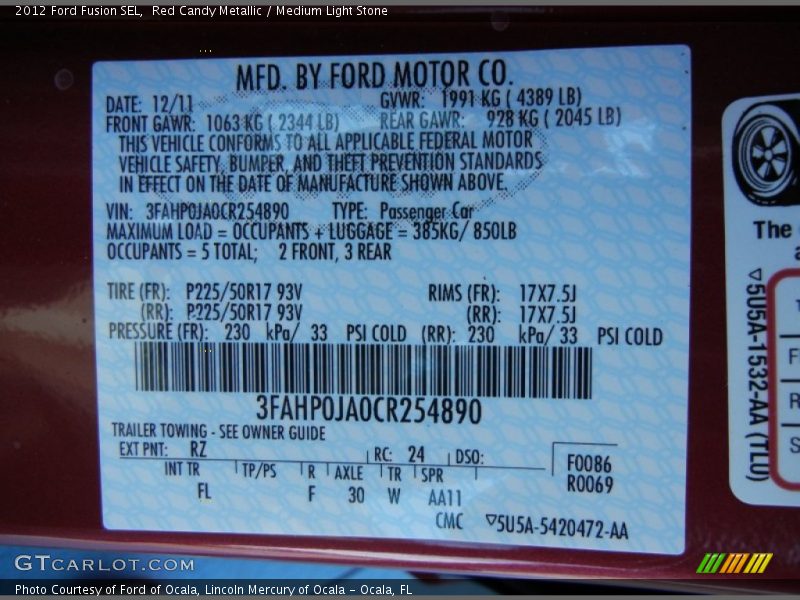 2012 Ford Fusion SEL,  Red Candy Metallic / Medium Light Stone
MFD. BY FORD MOTOR CO.
DATE: 12/11 GVWR: 1991 KG ( 4389 LB)
FRONT GAWR: 1063 KG ( 2344 LB) REAR GAWR: 928 KG ( 2045 LB)
THIS VEHICLE CONFORMS TO ALL APPLICABLE FEDERAL MOTOR
VEHICLE SAFETY, BUMPER, AND THEFT PREVENTION STANDARDS
IN EFFECT ON THE DATE OF MANUFACTURE SHOWN ABOVE.
VIN: 3FAHP0JA0CR254890 TYPE: Passenger Car
MAXIMUM LOAD = OCCUPANTS + LUGGAGE = 385KG/ 850LB
OCCUPANTS = 5 TOTAL; 2 FRONT, 3 REAR
TIRE (FR): P225/50R17 93V RIMS (FR): 17X7.5J
(RR): P225/50R17 93V (RR): 17X7.5J
PRESSURE (FR): 230 kPa/ 33 PSI COLD (RR): 230 kPa/ 33 PSI COLD
3FAHP0JA0CR254890
TRAILER TOWING - SEE OWNER GUIDE
EXT PNT: RZ RC: 24 DSO: F0086
INT TR TP/PS R AXLE TR SPR R0069
FL F 30 W AA11
CMC ▽5U5A-5420472-AA
The
▽5U5A-1532-AA (TLU)
F
R
S
GTCARLOT.COM
Photo Courtesy of Ford of Ocala, Lincoln Mercury of Ocala - Ocala, FL